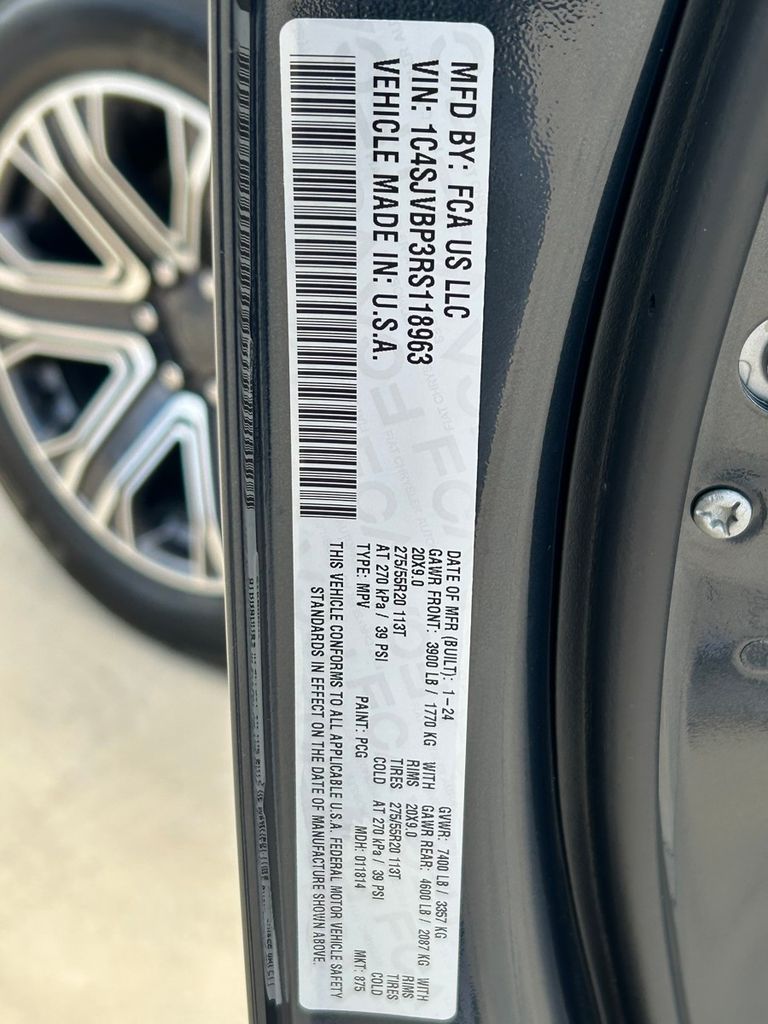 MFD BY: FCA US LLC
VIN: 1C4SJVBP3RS118963
VEHICLE MADE IN: U.S.A.
DATE OF MFR (BUILT): 1-24 GVWR: 7400 LB / 3357 KG
GAWR FRONT: 3900 LB / 1770 KG WITH GAWR REAR: 4600 LB / 2087 KG WITH
20X9.0 RIMS 20X9.0 RIMS
275/55R20 113T TIRES 275/55R20 113T TIRES
AT 270 kPa / 39 PSI COLD AT 270 kPa / 39 PSI COLD
TYPE: MPV PAINT: PCG MDH: 011814 MKT: 875
THIS VEHICLE CONFORMS TO ALL APPLICABLE U.S.A. FEDERAL MOTOR VEHICLE SAFETY
STANDARDS IN EFFECT ON THE DATE OF MANUFACTURE SHOWN ABOVE.